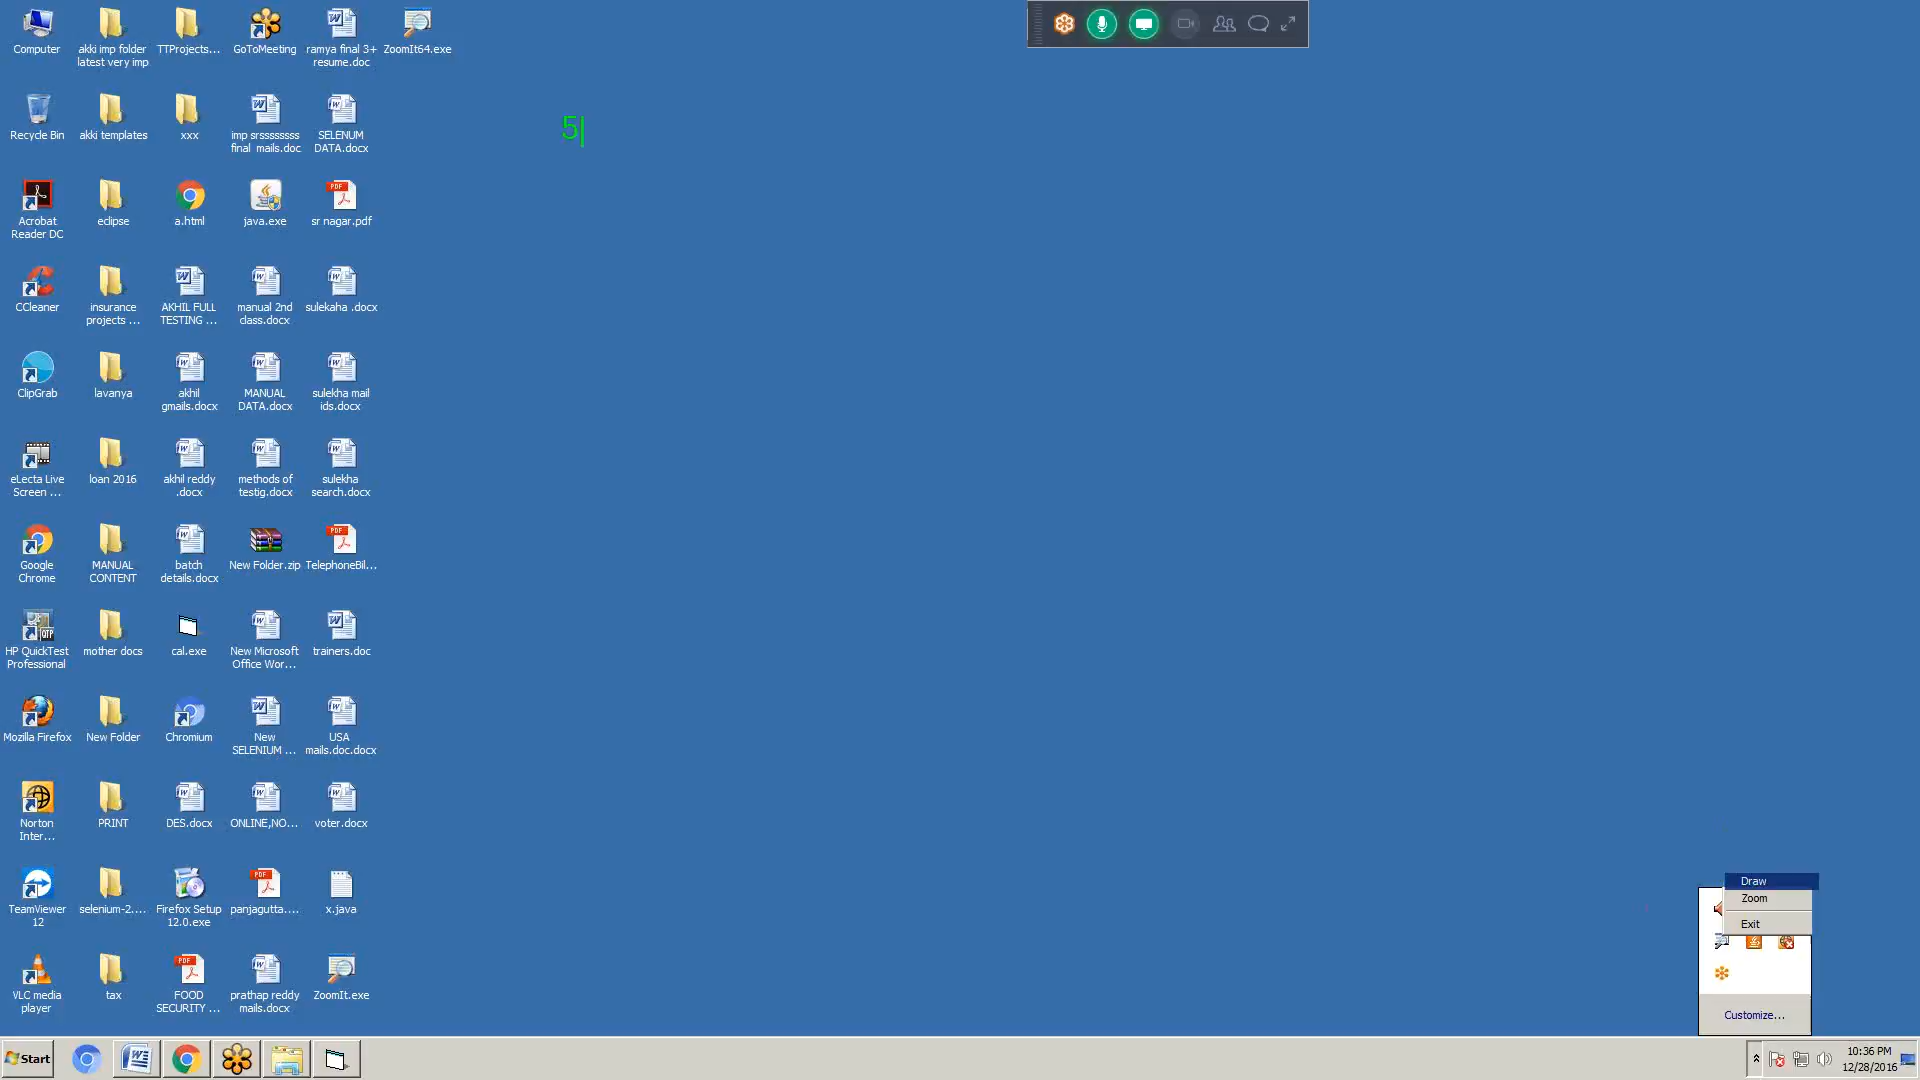 Computer
akki imp folder
latest very imp
TTProjects...
GoToMeeting
ramya final 3+
resume.doc
ZoomIt64.exe
5
Recycle Bin
akki templates
xxx
imp srssssssss
final mails.doc
SELENUM
DATA.docx
Acrobat
Reader DC
eclipse
a.html
java.exe
sr nagar.pdf
CCleaner
insurance
projects ...
AKHIL FULL
TESTING ...
manual 2nd
class.docx
sulekaha .docx
ClipGrab
lavanya
akhil
gmails.docx
MANUAL
DATA.docx
sulekha mail
ids.docx
eLecta Live
Screen ...
loan 2016
akhil reddy
.docx
methods of
testig.docx
sulekha
search.docx
Google
Chrome
MANUAL
CONTENT
batch
details.docx
New Folder.zip
TelephoneBil...
HP QuickTest
Professional
mother docs
cal.exe
New Microsoft
Office Wor...
trainers.doc
Mozilla Firefox
New Folder
Chromium
New
SELENIUM ...
USA
mails.doc.docx
Norton
Inter...
PRINT
DES.docx
ONLINE,NO...
voter.docx
TeamViewer
12
selenium-2....
Firefox Setup
12.0.exe
panjagutta....
x.java
VLC media
player
tax
FOOD
SECURITY ...
prathap reddy
mails.docx
ZoomIt.exe
Draw
Zoom
Exit
Customize...
Start
10:36 PM
12/28/2016